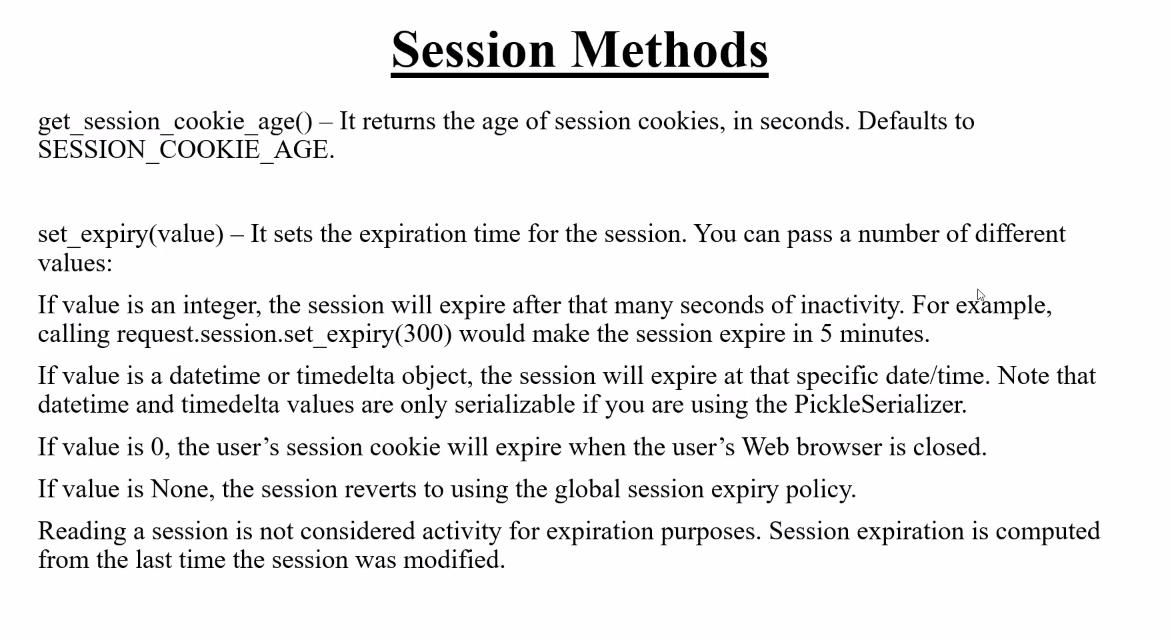 Session Methods
get_session_cookie_age() – It returns the age of session cookies, in seconds. Defaults to
SESSION_COOKIE_AGE.
set_expiry(value) – It sets the expiration time for the session. You can pass a number of different
values:
If value is an integer, the session will expire after that many seconds of inactivity. For example,
calling request.session.set_expiry(300) would make the session expire in 5 minutes.
If value is a datetime or timedelta object, the session will expire at that specific date/time. Note that
datetime and timedelta values are only serializable if you are using the PickleSerializer.
If value is 0, the user’s session cookie will expire when the user’s Web browser is closed.
If value is None, the session reverts to using the global session expiry policy.
Reading a session is not considered activity for expiration purposes. Session expiration is computed
from the last time the session was modified.